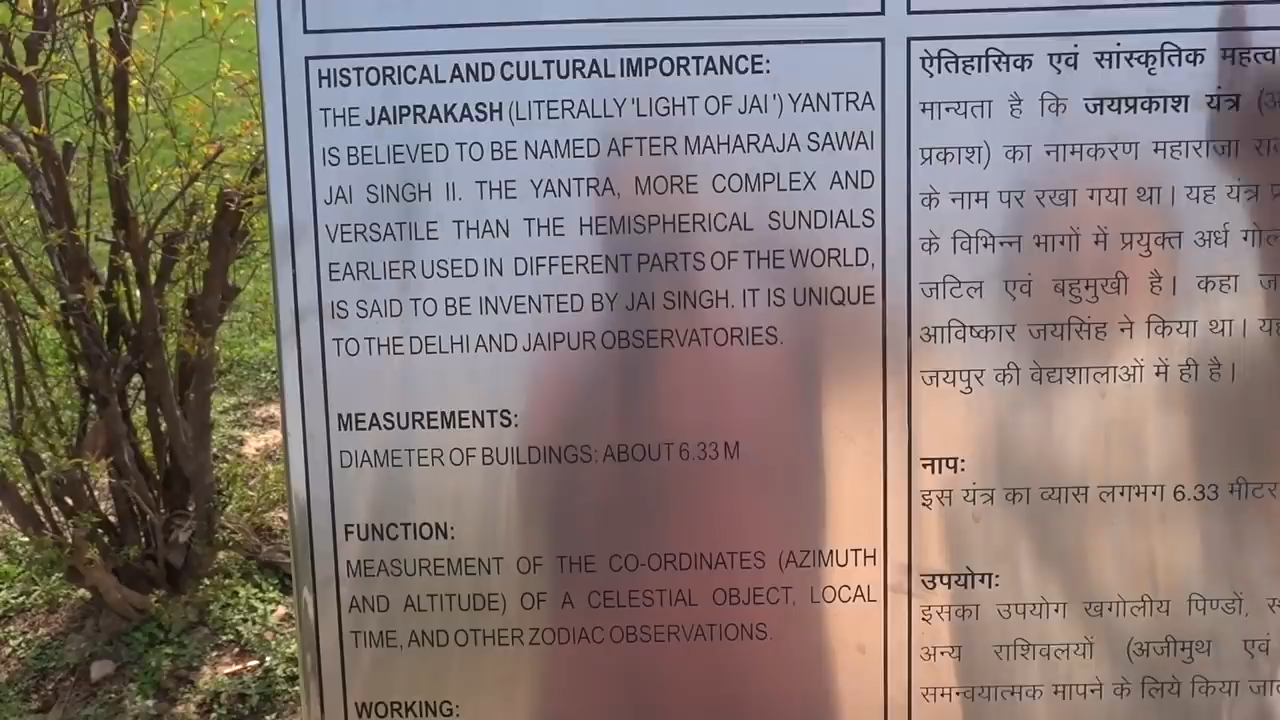 HISTORICAL AND CULTURAL IMPORTANCE:
THE JAIPRAKASH (LITERALLY 'LIGHT OF JAI') YANTRA
IS BELIEVED TO BE NAMED AFTER MAHARAJA SAWAI
JAI SINGH II. THE YANTRA, MORE COMPLEX AND
VERSATILE THAN THE HEMISPHERICAL SUNDIALS
EARLIER USED IN DIFFERENT PARTS OF THE WORLD,
IS SAID TO BE INVENTED BY JAI SINGH. IT IS UNIQUE
TO THE DELHI AND JAIPUR OBSERVATORIES.
MEASUREMENTS:
DIAMETER OF BUILDINGS: ABOUT 6.33 M
FUNCTION:
MEASUREMENT OF THE CO-ORDINATES (AZIMUTH
AND ALTITUDE) OF A CELESTIAL OBJECT, LOCAL
TIME, AND OTHER ZODIAC OBSERVATIONS.
WORKING:
ऐतिहासिक एवं सांस्कृतिक महत्व
मान्यता है कि जयप्रकाश यंत्र
प्रकाश) का नामकरण महाराजा
के नाम पर रखा गया था। यह यंत्र
के विभिन्न भागों में प्रयुक्त अर्ध
जटिल एवं बहुमुखी है। कहा
आविष्कार जयसिंह ने किया था।
जयपुर की वेद्यशालाओं में ही है।
नाप:
इस यंत्र का व्यास लगभग 6.33 मीटर
उपयोग:
इसका उपयोग खगोलीय पिण्डों,
अन्य राशिवलयों (अजीमुथ एवं
समन्वयात्मक मापने के लिये किया